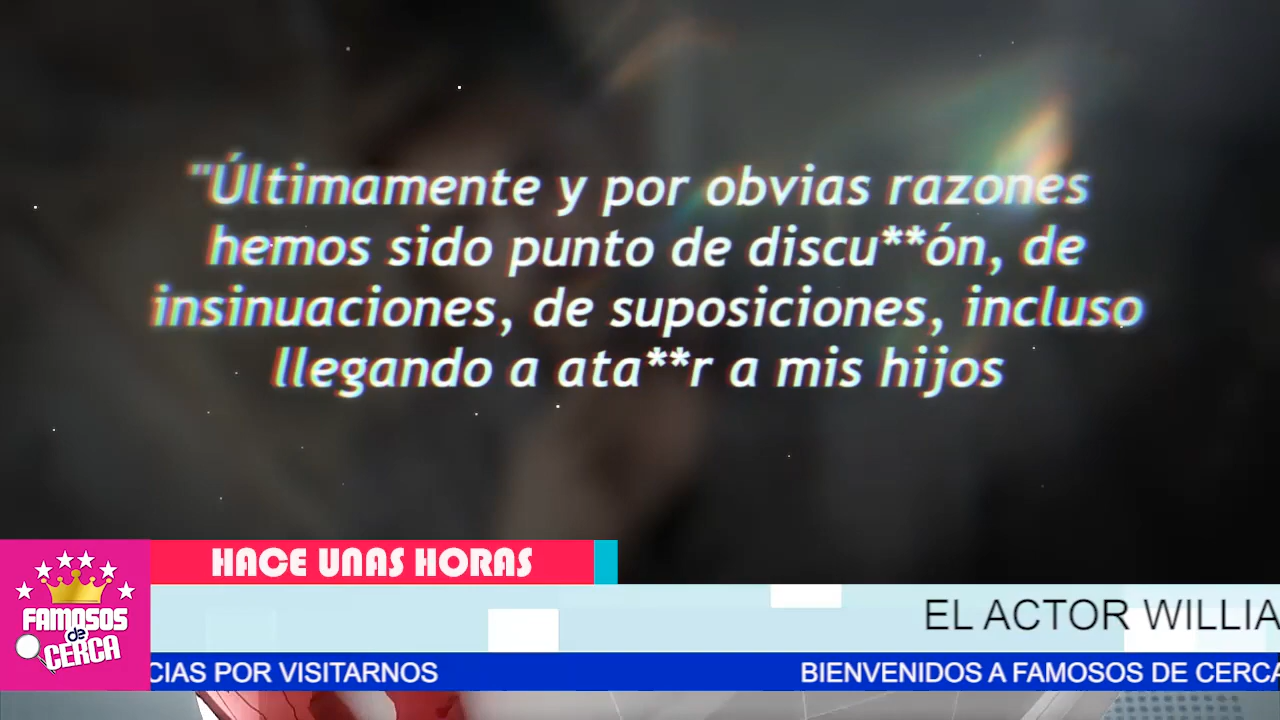 "Últimamente y por obvias razones
hemos sido punto de discu**ón, de
insinuaciones, de suposiciones, incluso
llegando a ata**r a mis hijos
HACE UNAS HORAS
EL ACTOR WILLIA
FAMOSOS
de
CERCA
CIAS POR VISITARNOS
BIENVENIDOS A FAMOSOS DE CERCA